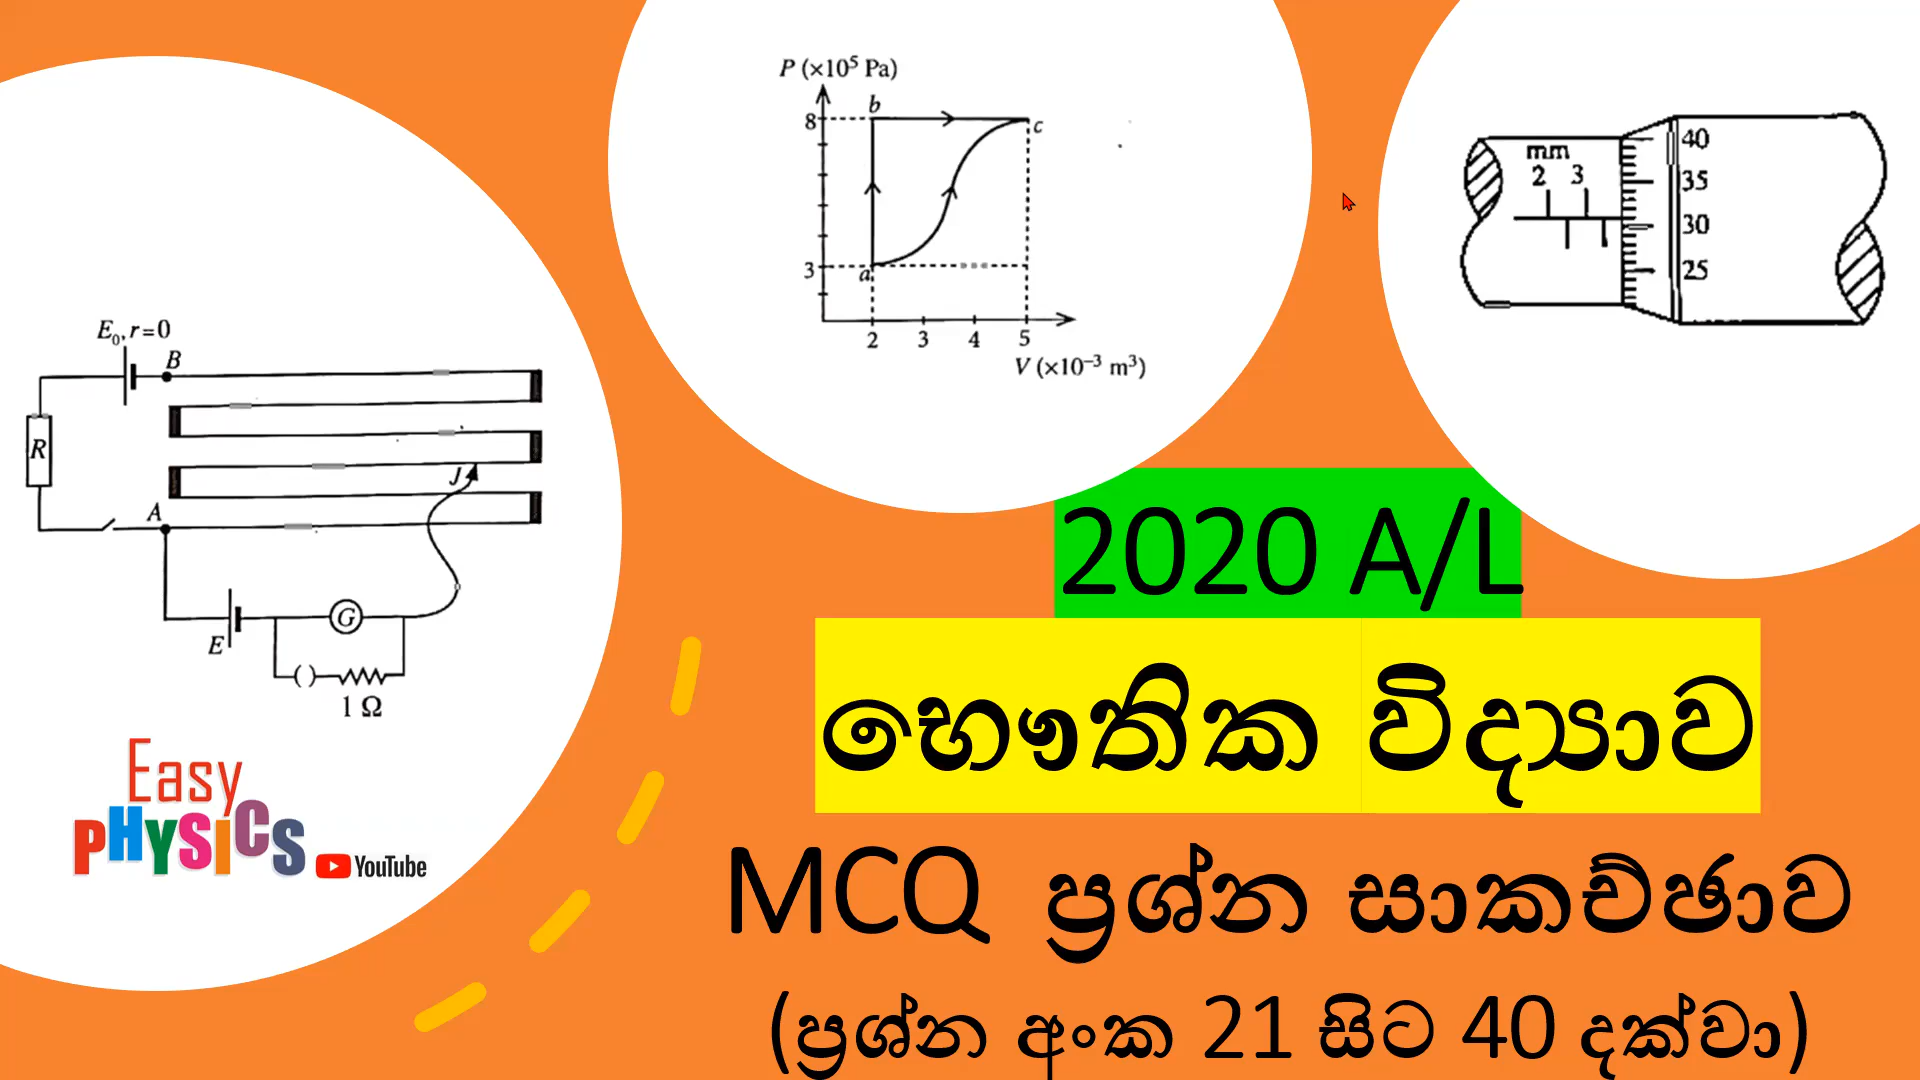 E₀, r=0
B
R
A
J
E
G
( )
1 Ω
Easy
PHYSICS
YouTube
P (×10⁵ Pa)
8
b
c
3
a
2 3 4 5
V (×10⁻³ m³)
mm
2 3
40
35
30
25
2020 A/L
භෞතික විද්‍යාව
MCQ ප්‍රශ්න සාකච්ඡාව
(ප්‍රශ්න අංක 21 සිට 40 දක්වා)